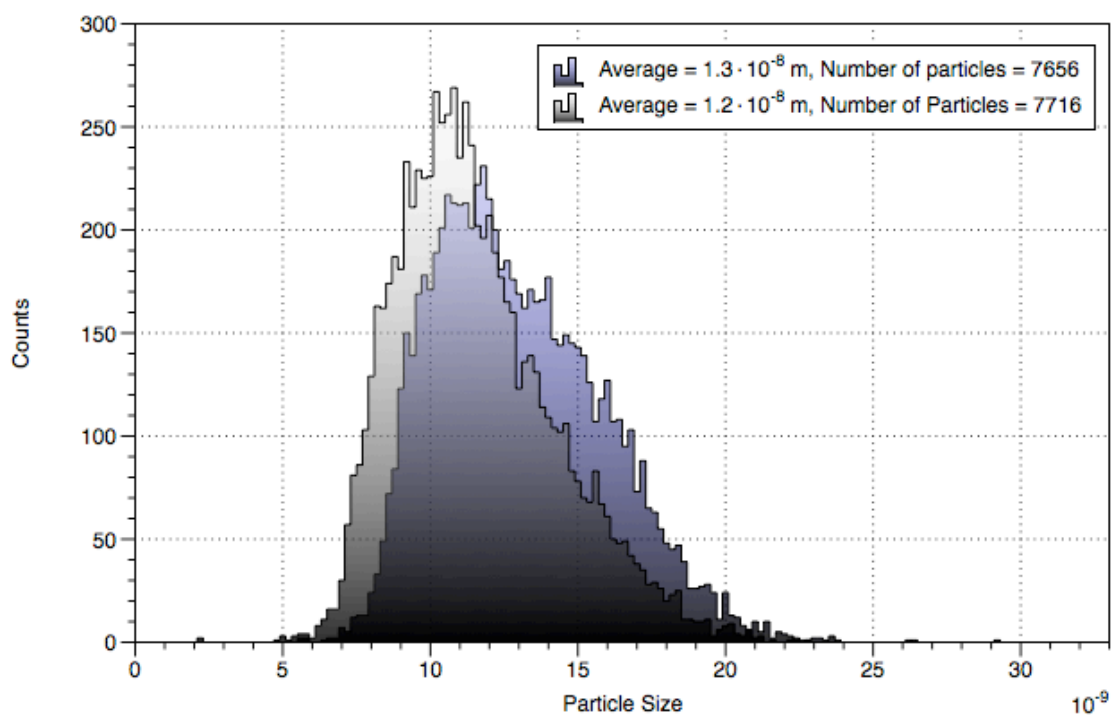 300
250
200
150
100
50
0
Counts
Average = 1.3 · 10⁻⁸ m, Number of particles = 7656
Average = 1.2 · 10⁻⁸ m, Number of Particles = 7716
0 5 10 15 20 25 30
Particle Size
10⁻⁹